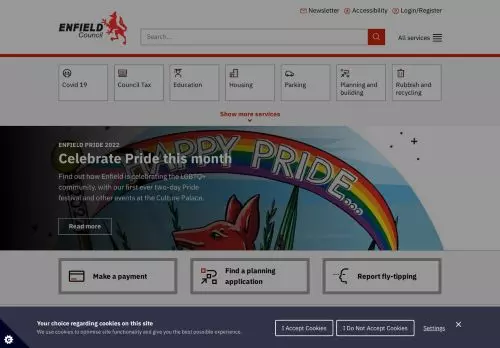 Newsletter Accessibility Login/Register
ENFIELD
Council
Search...
All services
Covid 19
Council Tax
Education
Housing
Parking
Planning and
building
Rubbish and
recycling
Show more services
ENFIELD PRIDE 2022
Celebrate Pride this month
Find out how Enfield is celebrating the LGBTQ+
community, with our first ever two-day Pride
festival and other events at the Culture Palace.
Read more
HAPPY PRIDE...
Make a payment
Find a planning
application
Report fly-tipping
Your choice regarding cookies on this site
We use cookies to optimise site functionality and give you the best possible experience.
I Accept Cookies
I Do Not Accept Cookies
Settings